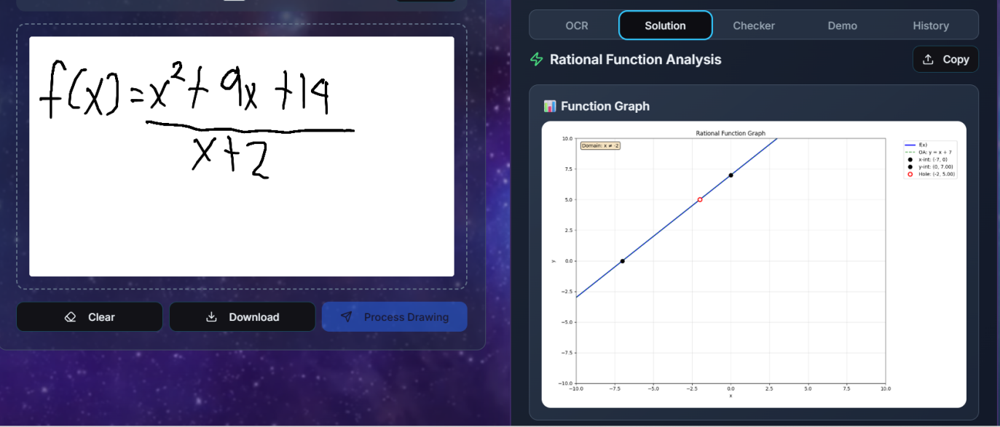 OCR
Solution
Checker
Demo
History
Rational Function Analysis
Copy
f(x)=x²+9x+14
x+2
Clear
Download
Process Drawing
Function Graph
Rational Function Graph
Domain: x ≠ -2
f(x)
OA: y = x + 7
x-int: (-7, 0)
y-int: (0, 7.00)
Hole: (-2, 5.00)
10.0
7.5
5.0
2.5
0.0
−2.5
−5.0
−7.5
−10.0
y
−10.0 −7.5 −5.0 −2.5 0.0 2.5 5.0 7.5 10.0
x